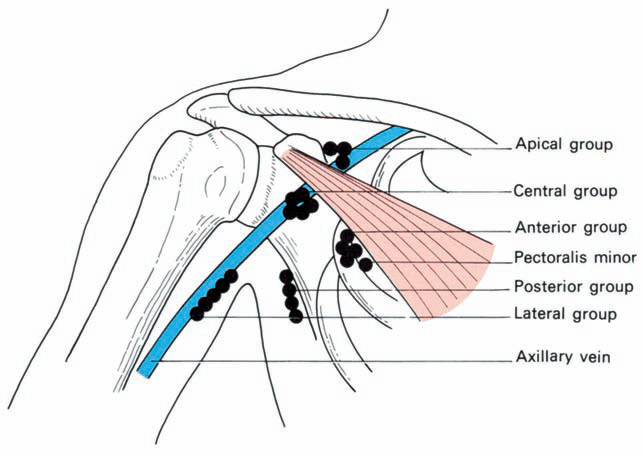 Apical group
Central group
Anterior group
Pectoralis minor
Posterior group
Lateral group
Axillary vein